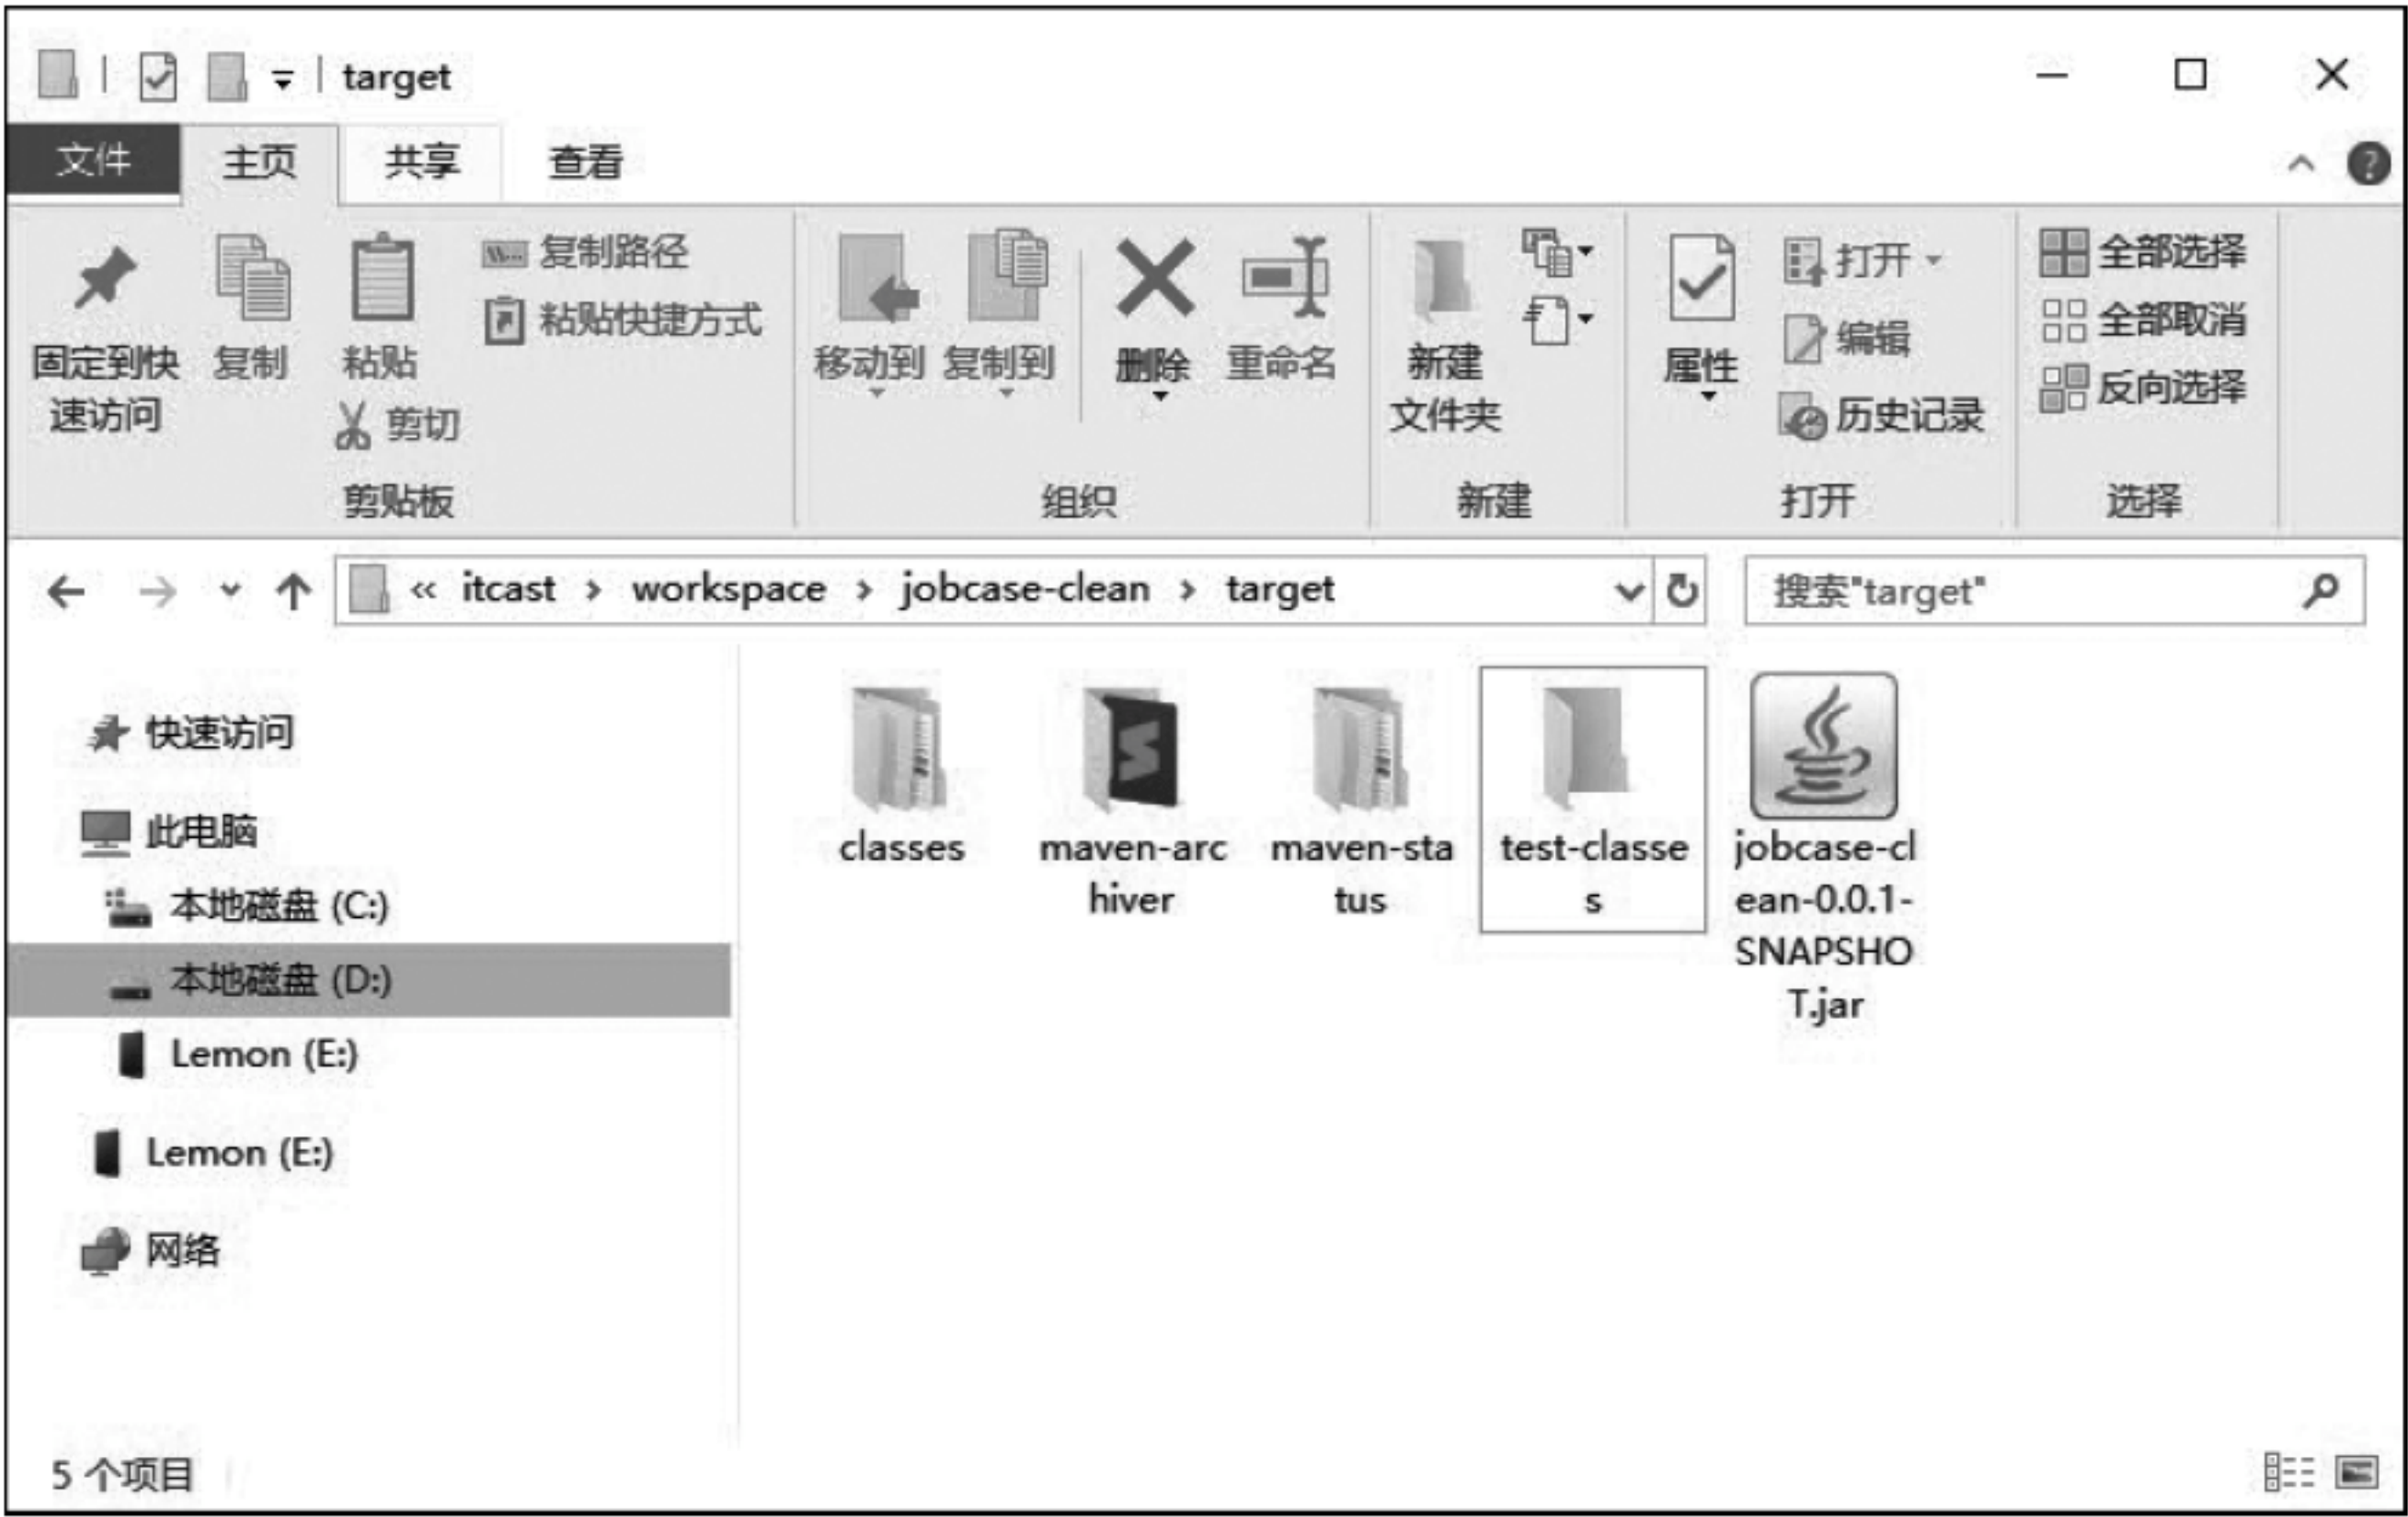 target
文件 主页 共享 查看
复制路径
粘贴快捷方式
固定到快
速访问
复制
粘贴
剪切
剪贴板
移动到
复制到
删除
重命名
组织
新建
文件夹
新建
属性
打开
编辑
历史记录
打开
全部选择
全部取消
反向选择
选择
« itcast › workspace › jobcase-clean › target
搜索"target"
快速访问
此电脑
本地磁盘 (C:)
本地磁盘 (D:)
Lemon (E:)
Lemon (E:)
网络
classes
maven-arc
hiver
maven-sta
tus
test-classe
s
jobcase-cl
ean-0.0.1-
SNAPSHO
T.jar
5 个项目